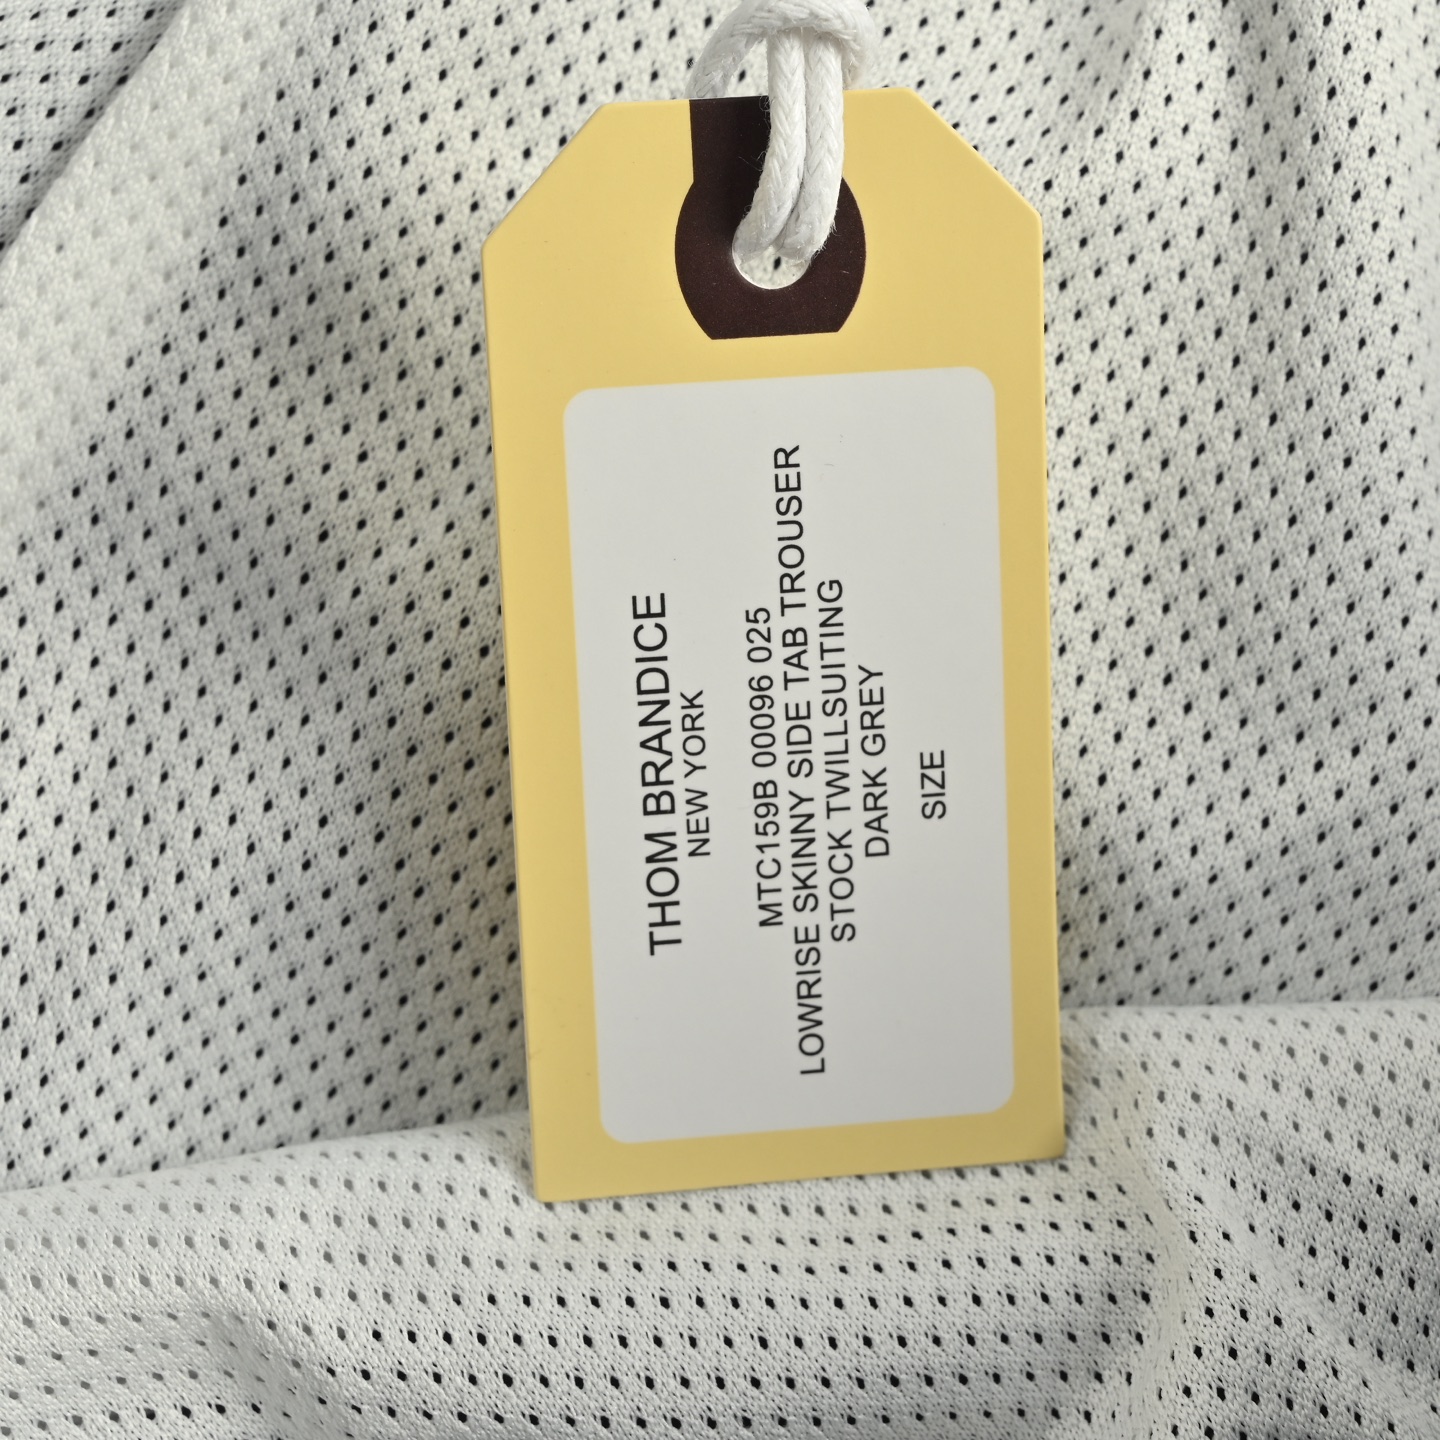 THOM BRANDICE
NEW YORK
MTC159B 00096 025
LOWRISE SKINNY SIDE TAB TROUSER
STOCK TWILLSUITING
DARK GREY
SIZE